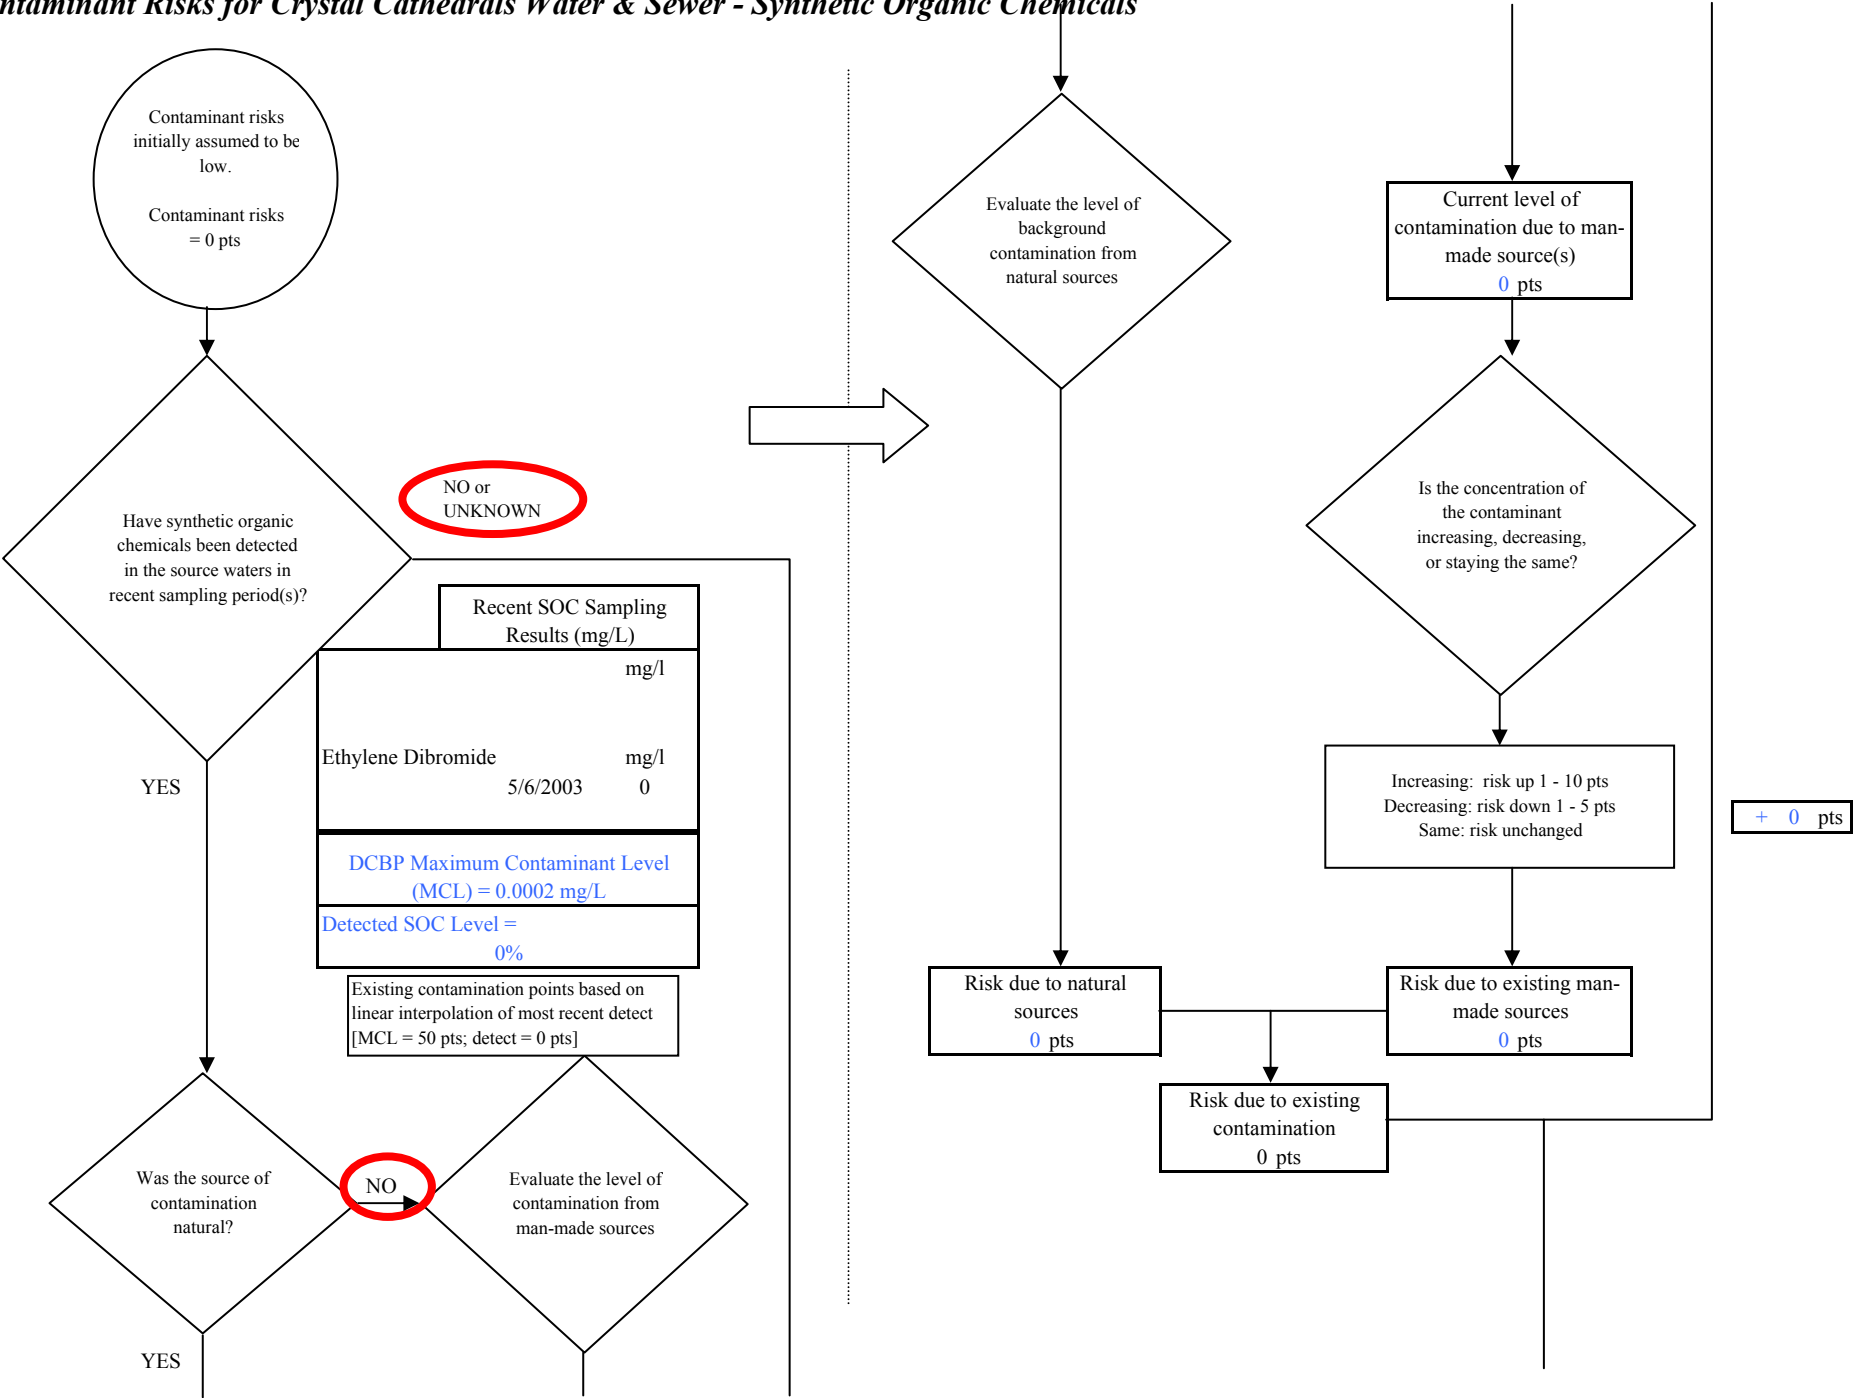 ntaminant Risks for Crystal Cathedrals Water & Sewer - Synthetic Organic Chemicals
Contaminant risks
initially assumed to be
low.
Contaminant risks
= 0 pts
Have synthetic organic
chemicals been detected
in the source waters in
recent sampling period(s)?
NO or
UNKNOWN
YES
Recent SOC Sampling
Results (mg/L)
mg/l
Ethylene Dibromide mg/l
5/6/2003 0
DCBP Maximum Contaminant Level
(MCL) = 0.0002 mg/L
Detected SOC Level =
0%
Existing contamination points based on
linear interpolation of most recent detect
[MCL = 50 pts; detect = 0 pts]
Was the source of
contamination
natural?
NO
YES
Evaluate the level of
contamination from
man-made sources
Evaluate the level of
background
contamination from
natural sources
Current level of
contamination due to man-
made source(s)
0 pts
Is the concentration of
the contaminant
increasing, decreasing,
or staying the same?
Increasing: risk up 1 - 10 pts
Decreasing: risk down 1 - 5 pts
Same: risk unchanged
+ 0 pts
Risk due to natural
sources
0 pts
Risk due to existing man-
made sources
0 pts
Risk due to existing
contamination
0 pts